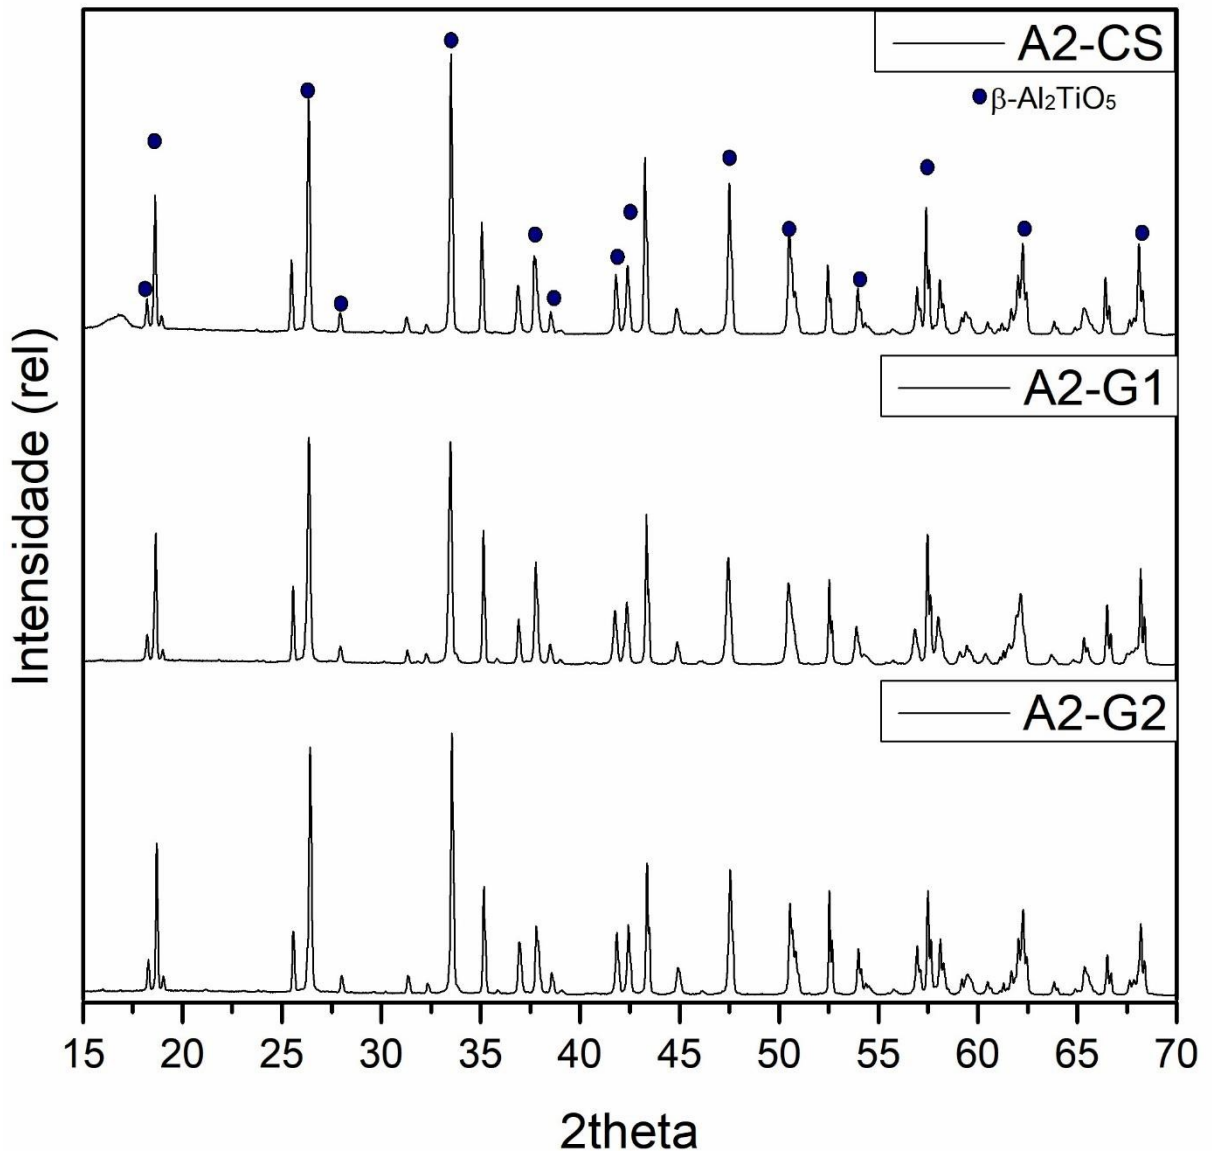 A2-CS
β-Al₂TiO₅
A2-G1
A2-G2
Intensidade (rel)
15 20 25 30 35 40 45 50 55 60 65 70
2theta